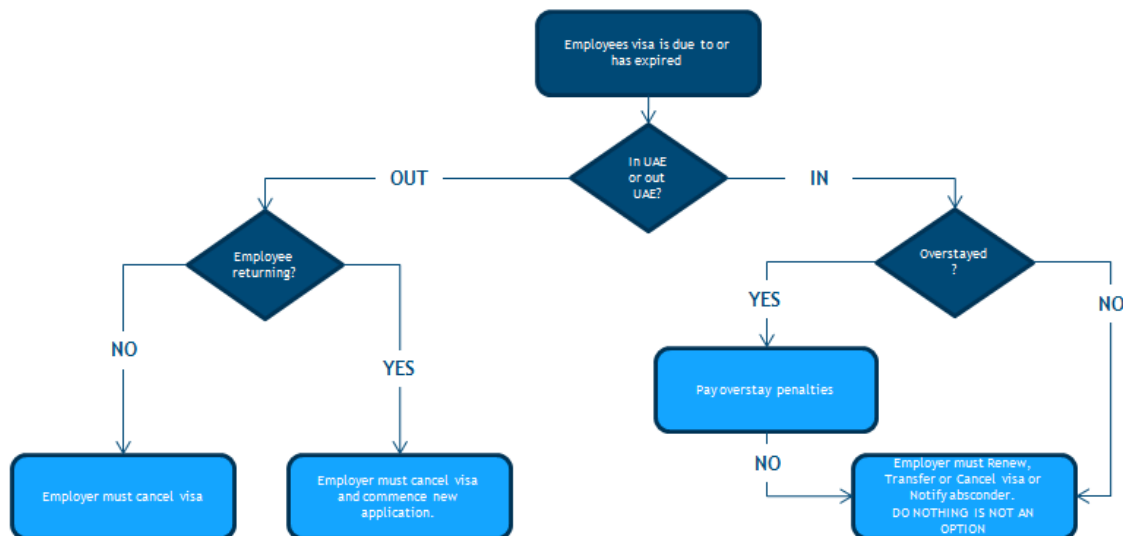 Employees visa is due to or
has expired
In UAE
or out
UAE?
OUT
IN
Employee
returning?
Overstayed
?
YES
NO
NO
YES
Pay overstay penalties
NO
Employer must cancel visa
Employer must cancel visa
and commence new
application.
Employer must Renew,
Transfer or Cancel visa or
Notify absconder.
DO NOTHING IS NOT AN
OPTION